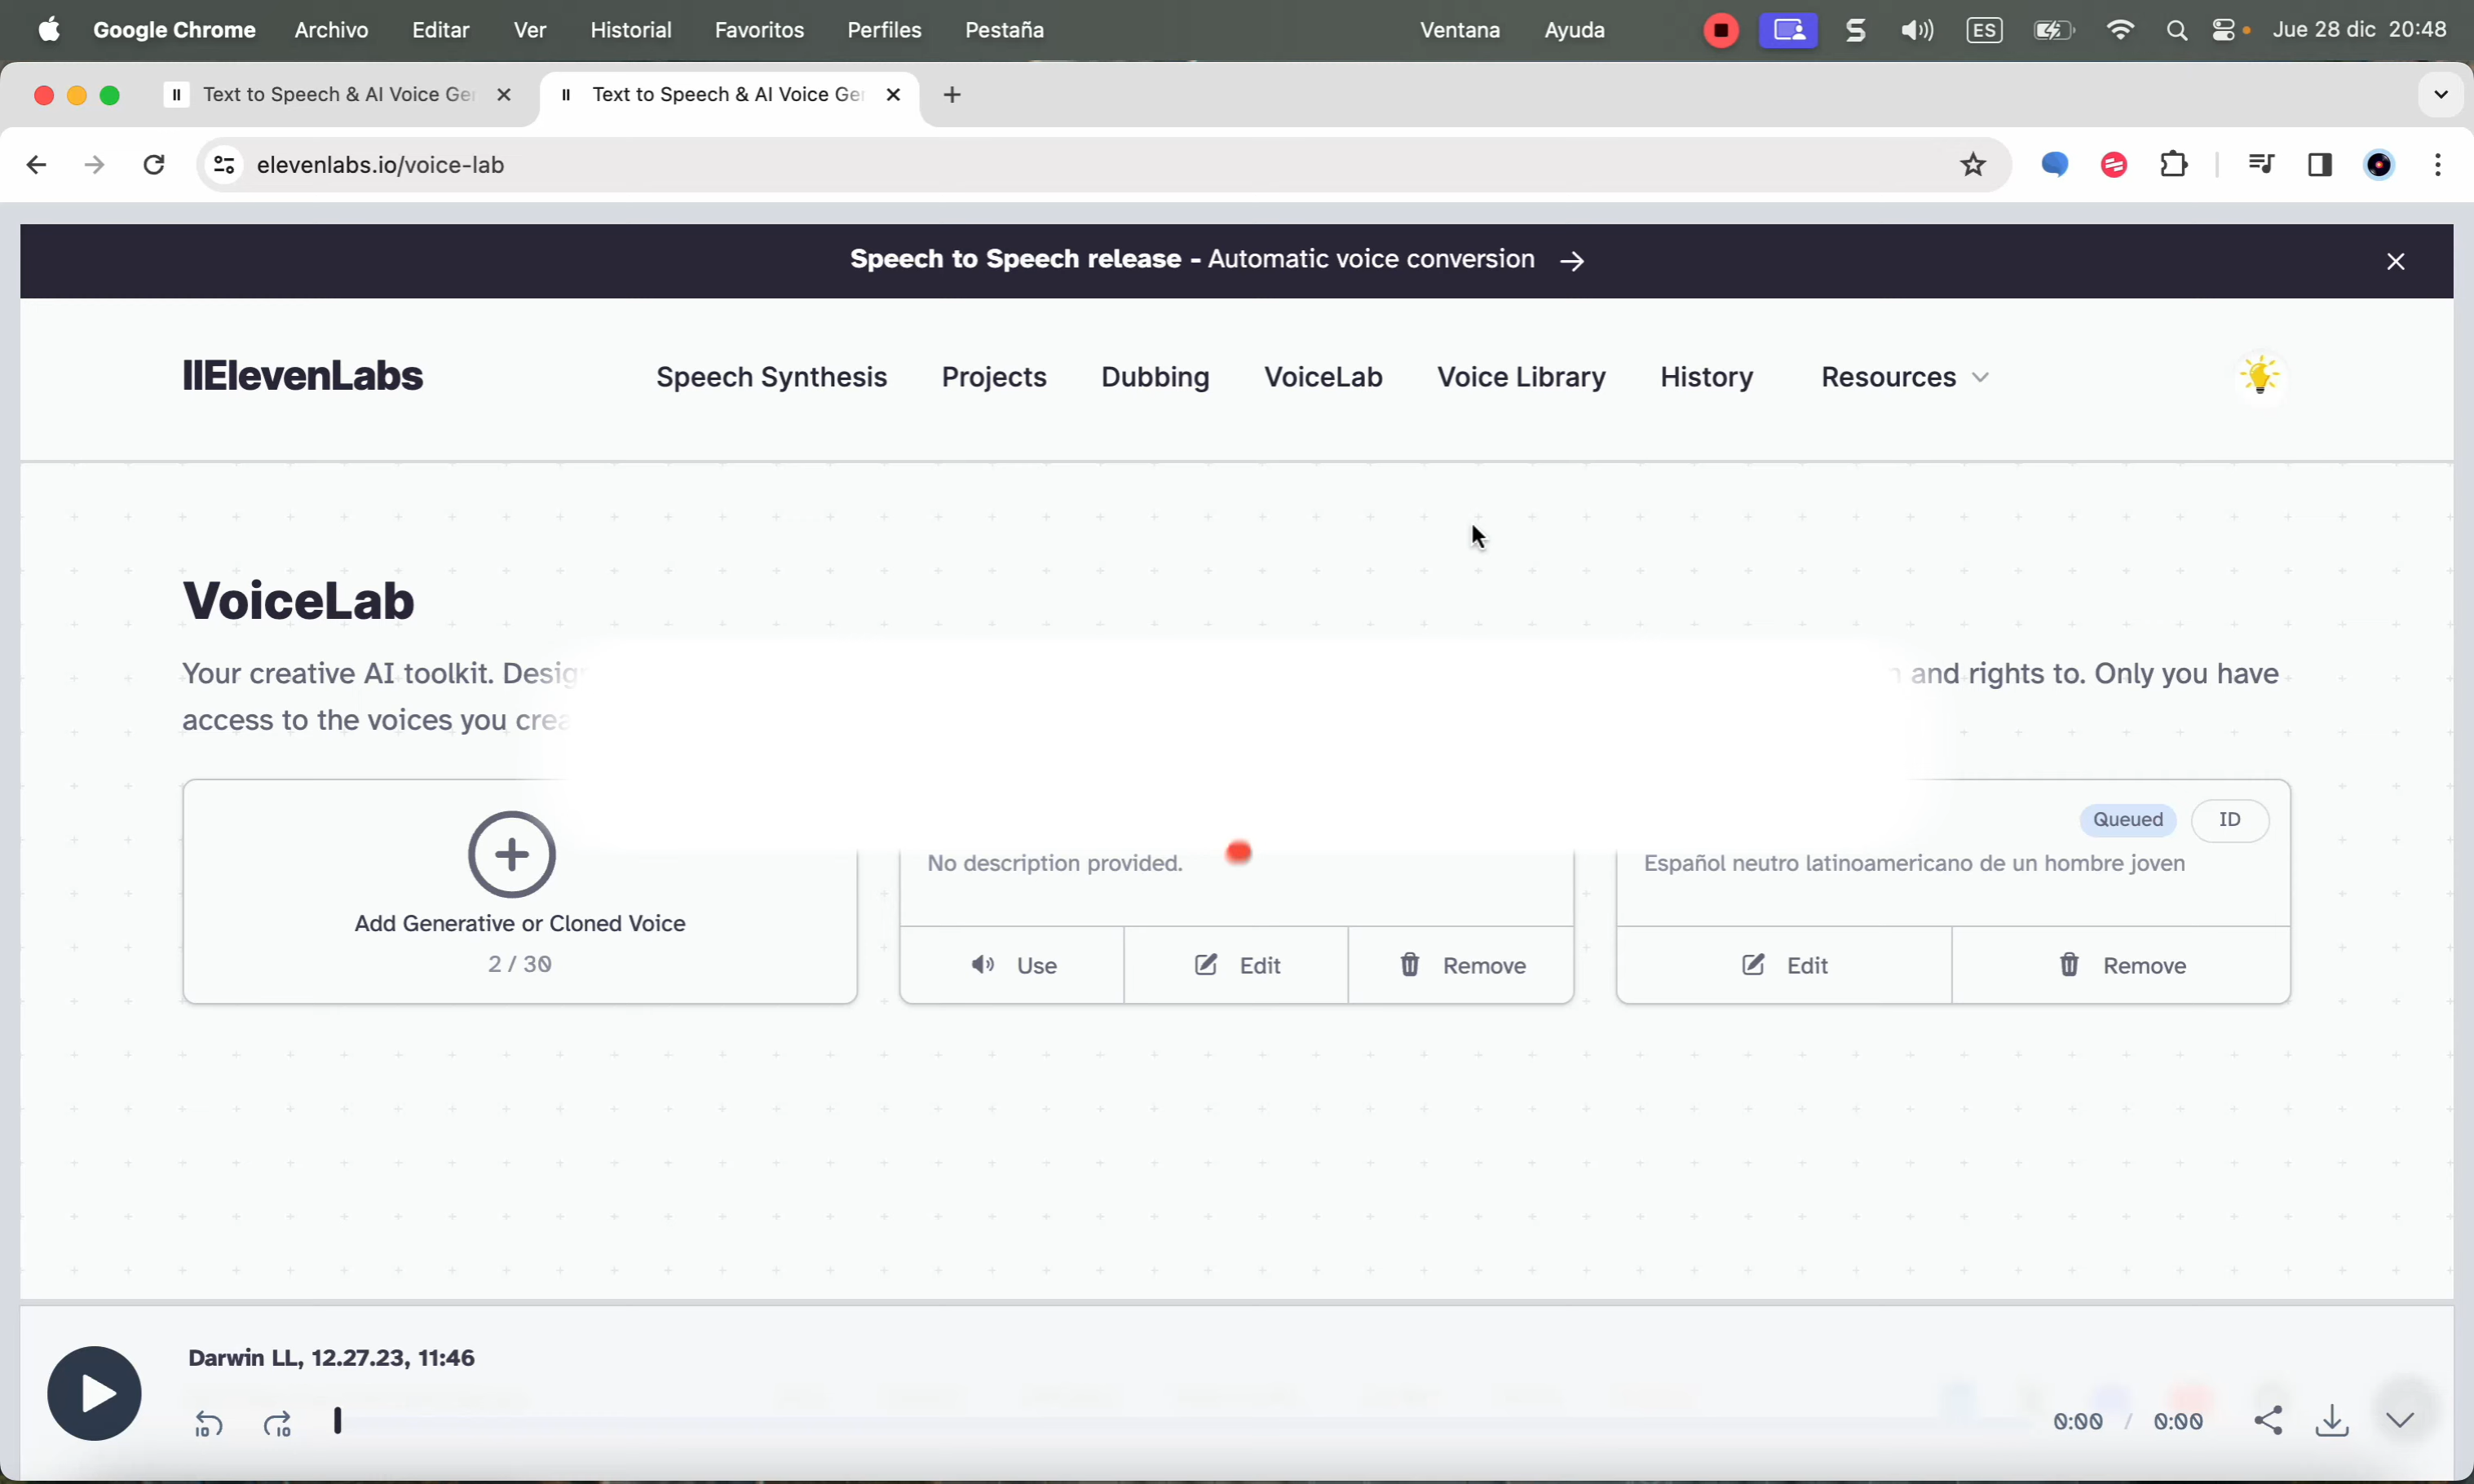 Google Chrome Archivo Editar Ver Historial Favoritos Perfiles Pestaña Ventana Ayuda ES Jue 28 dic 20:48
Text to Speech & AI Voice Text to Speech & AI Voice
elevenlabs.io/voice-lab
Speech to Speech release - Automatic voice conversion →
IIElevenLabs Speech Synthesis Projects Dubbing VoiceLab Voice Library History Resources
VoiceLab
Your creative AI toolkit. and rights to. Only you have
access to the voices you
Queued ID
No description provided. Español neutro latinoamericano de un hombre joven
Add Generative or Cloned Voice
2 / 30
Use Edit Remove Edit Remove
Darwin LL, 12.27.23, 11:46
10 10 0:00 / 0:00